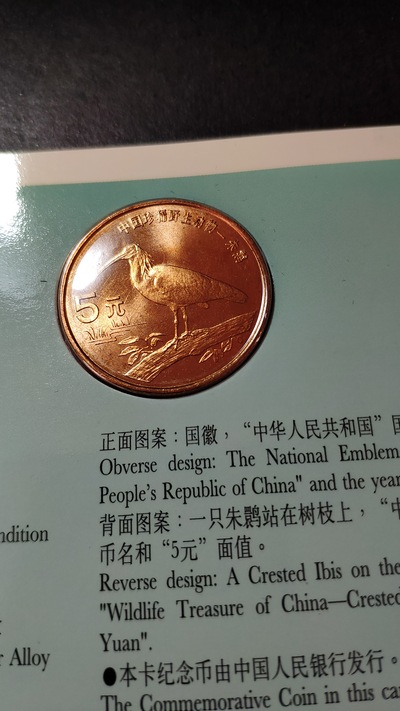 中国珍稀野生动物—朱鹮
5元
正面图案：国徽，“中华人民共和国”国
Obverse design: The National Emblem
People's Republic of China" and the year
背面图案：一只朱鹮站在树枝上，“中
币名和“5元”面值。
Reverse design: A Crested Ibis on the
"Wildlife Treasure of China—Crested
Yuan".
●本卡纪念币由中国人民银行发行。
The Commemorative Coin in this ca
ndition
r Alloy